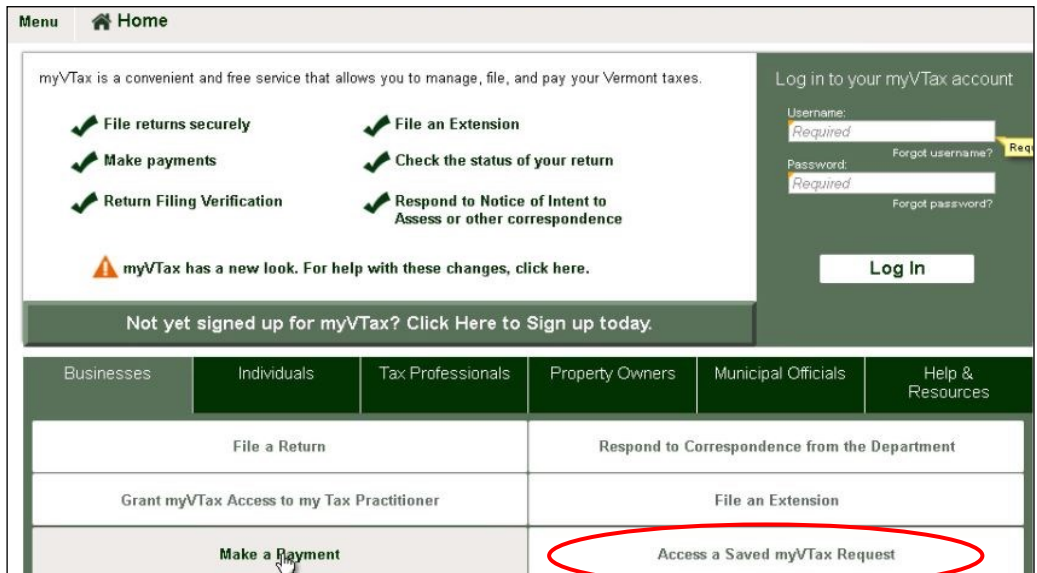 Menu Home
myVTax is a convenient and free service that allows you to manage, file, and pay your Vermont taxes.
File returns securely
File an Extension
Make payments
Check the status of your return
Return Filing Verification
Respond to Notice of Intent to
Assess or other correspondence
myVTax has a new look. For help with these changes, click here.
Not yet signed up for myVTax? Click Here to Sign up today.
Log in to your myVTax account
Username:
Required
Forgot username?
Password:
Required
Forgot password?
Log In
Businesses Individuals Tax Professionals Property Owners Municipal Officials Help &
Resources
File a Return Respond to Correspondence from the Department
Grant myVTax Access to my Tax Practitioner File an Extension
Make a Payment Access a Saved myVTax Request